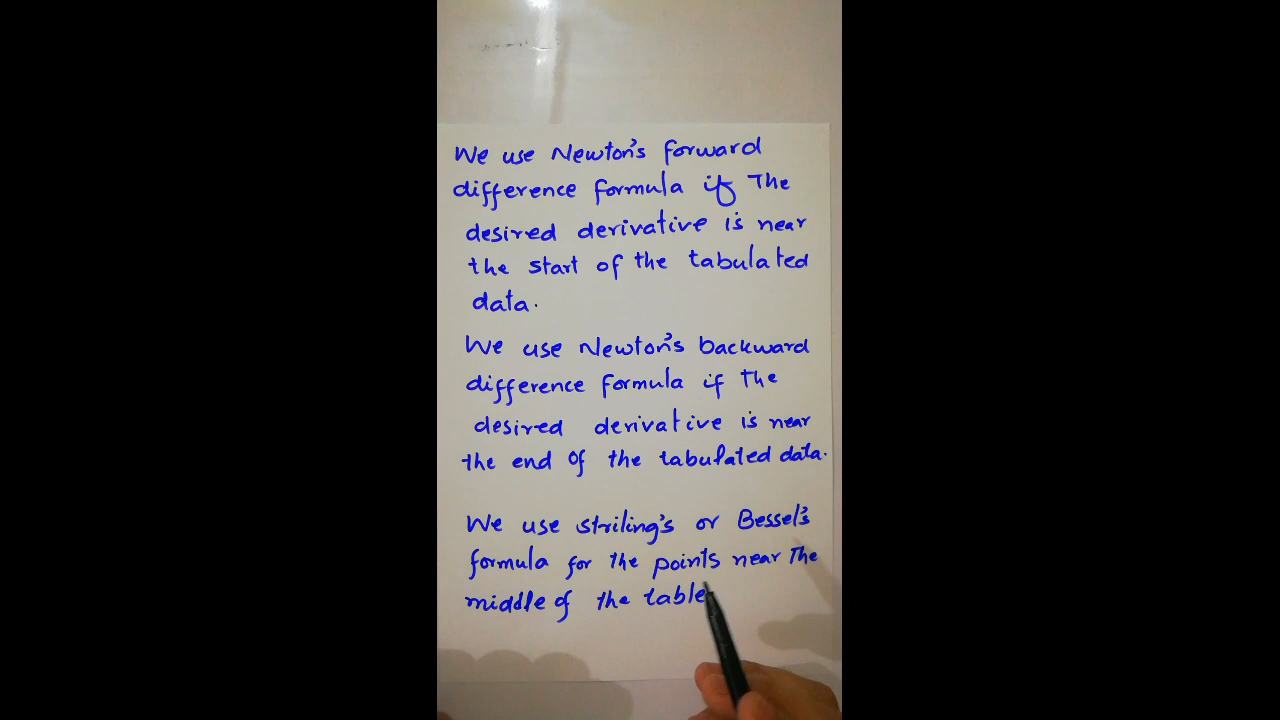 We use Newton's forward
difference formula if The
desired derivative is near
the start of the tabulated
data.
We use Newton's backward
difference formula if The
desired derivative is near
the end of the tabulated data.
We use striling's or Bessel's
formula for the points near The
middle of the table